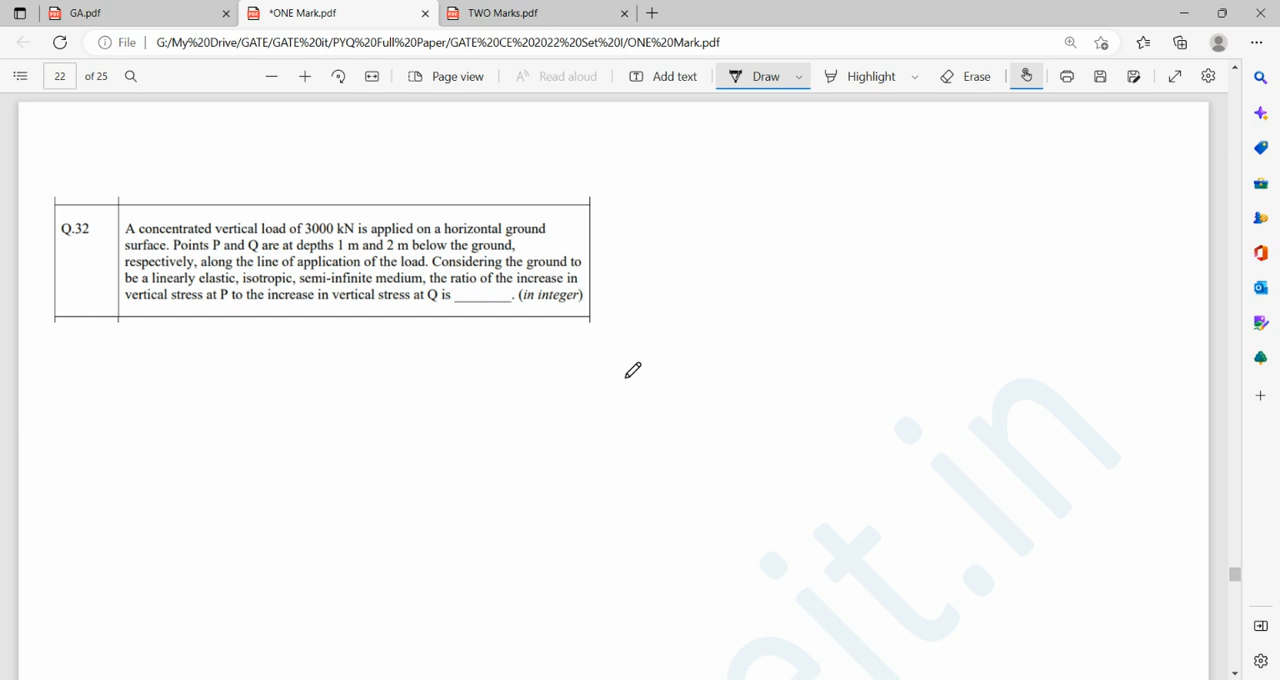 GA.pdf
*ONE Mark.pdf
TWO Marks.pdf
File
G:/My%20Drive/GATE/GATE%20it/PYQ%20Full%20Paper/GATE%20CE%202022%20Set%20I/ONE%20Mark.pdf
22 of 25
Page view
Read aloud
Add text
Draw
Highlight
Erase
Q.32
A concentrated vertical load of 3000 kN is applied on a horizontal ground
surface. Points P and Q are at depths 1 m and 2 m below the ground,
respectively, along the line of application of the load. Considering the ground to
be a linearly elastic, isotropic, semi-infinite medium, the ratio of the increase in
vertical stress at P to the increase in vertical stress at Q is ________. (in integer)
eit.in